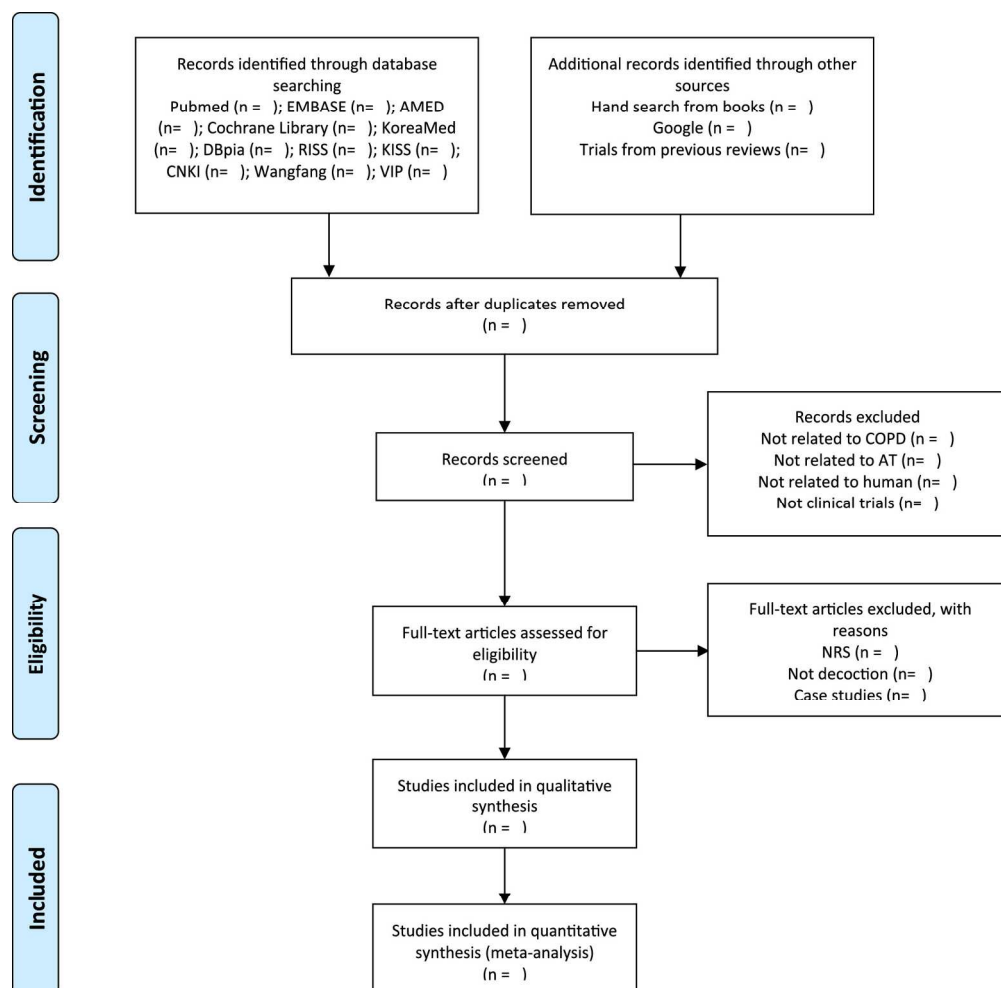 Identification
Records identified through database
searching
Pubmed (n =   ); EMBASE (n=   ); AMED
(n=   ); Cochrane Library (n=   ); KoreaMed
(n=   ); DBpia (n=   ); RISS (n=   ); KISS (n=   );
CNKI (n=   ); Wangfang (n=   ); VIP (n=   )
Additional records identified through other
sources
Hand search from books (n =   )
Google (n =   )
Trials from previous reviews (n=   )
Screening
Records after duplicates removed
(n =   )
Records screened
(n =   )
Records excluded
Not related to COPD (n =   )
Not related to AT (n=   )
Not related to human (n=   )
Not clinical trials (n=   )
Eligibility
Full-text articles assessed for
eligibility
(n =   )
Full-text articles excluded, with
reasons
NRS (n =   )
Not decoction (n=   )
Case studies (n=   )
Included
Studies included in qualitative
synthesis
(n =   )
Studies included in quantitative
synthesis (meta-analysis)
(n =   )